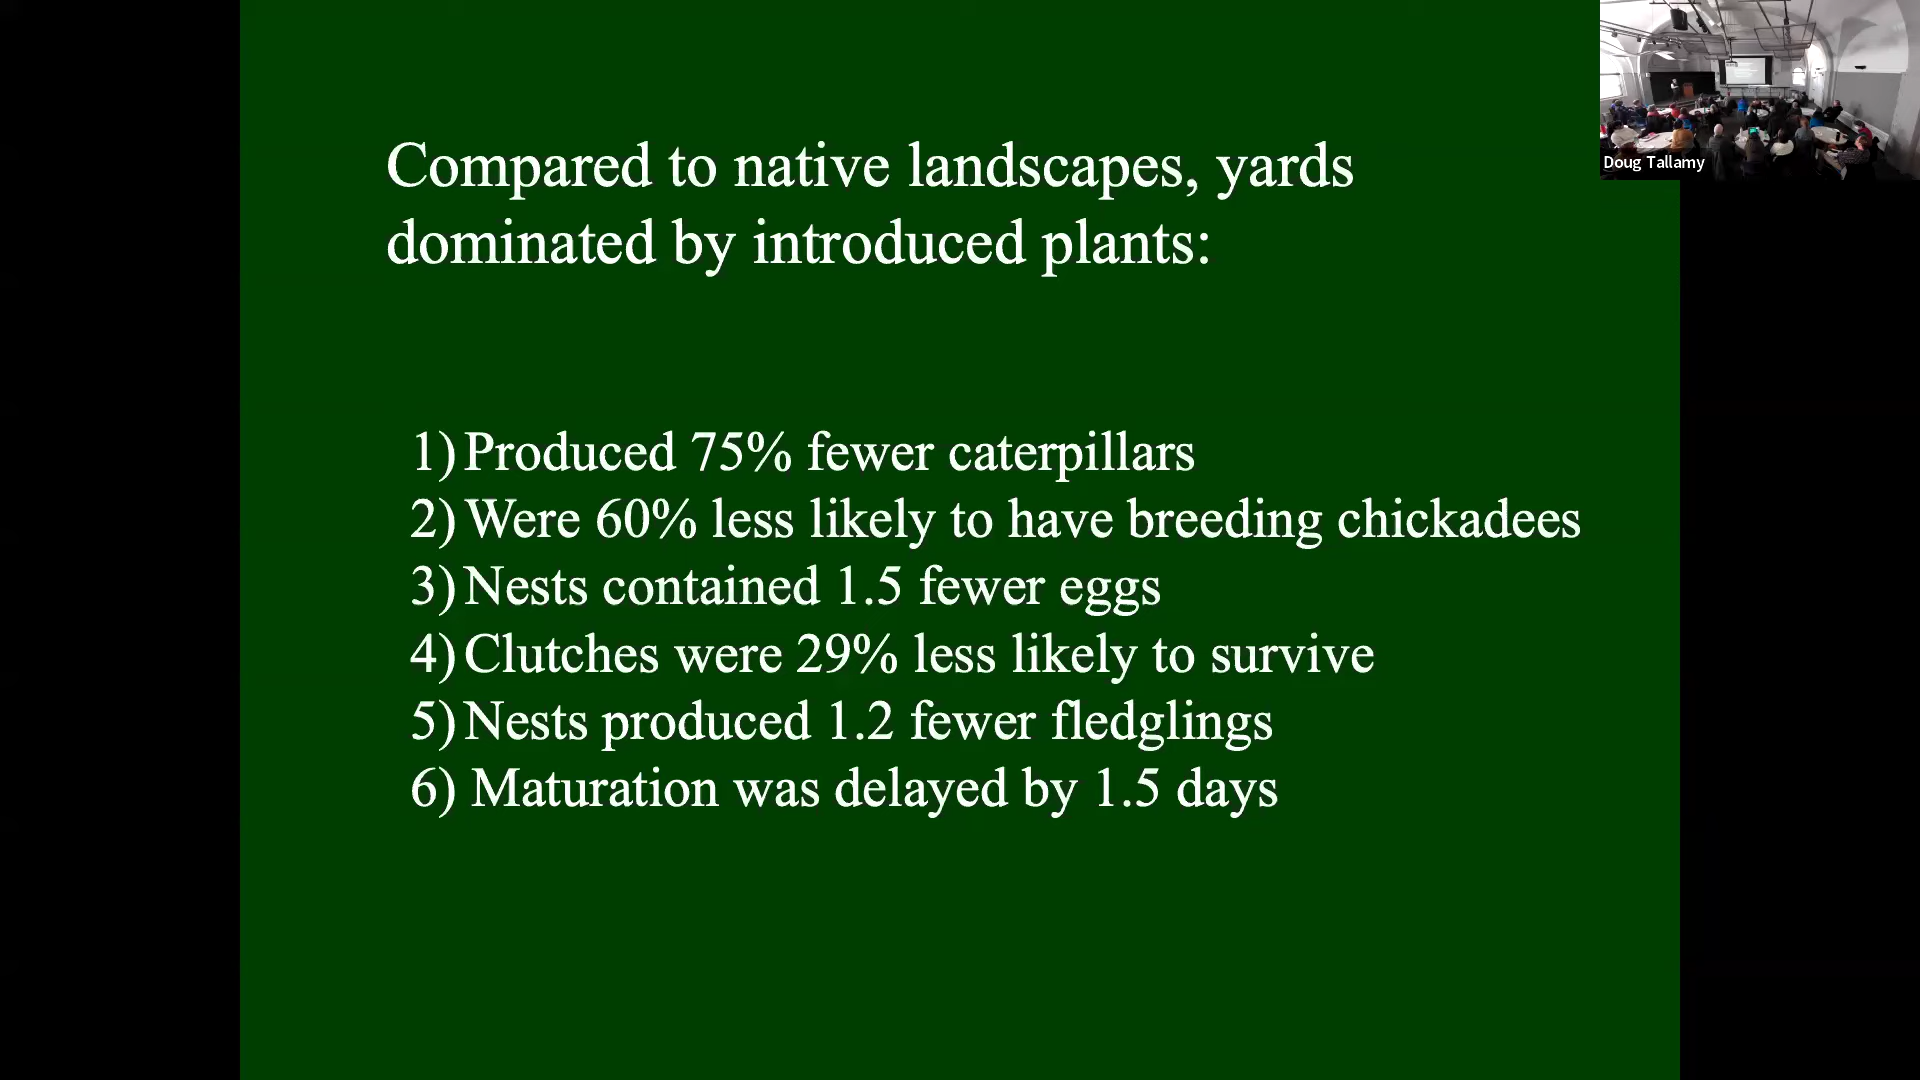 Compared to native landscapes, yards
dominated by introduced plants:
1) Produced 75% fewer caterpillars
2) Were 60% less likely to have breeding chickadees
3) Nests contained 1.5 fewer eggs
4) Clutches were 29% less likely to survive
5) Nests produced 1.2 fewer fledglings
6) Maturation was delayed by 1.5 days
Doug Tallamy